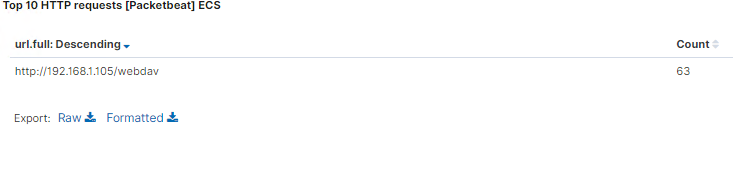 Top 10 HTTP requests [Packetbeat] ECS
url.full: Descending Count
http://192.168.1.105/webdav 63
Export: Raw Formatted